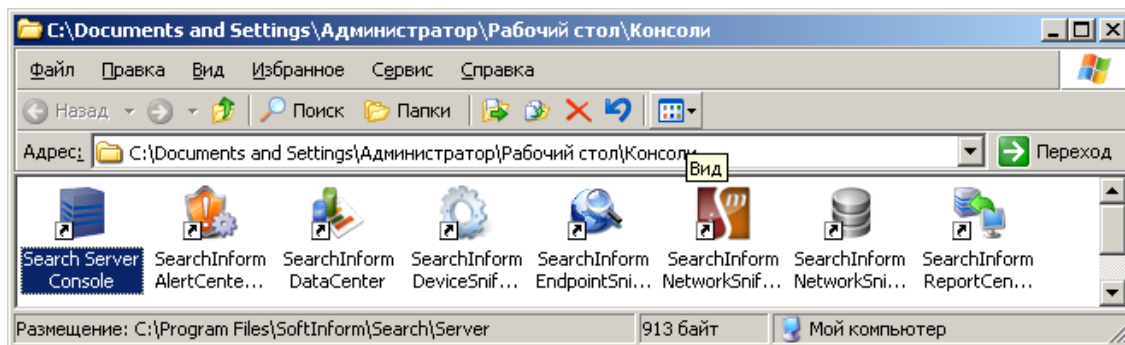 C:\Documents and Settings\Администратор\Рабочий стол\Консоли
Файл Правка Вид Избранное Сервис Справка
Назад Поиск Папки
Адрес: C:\Documents and Settings\Администратор\Рабочий стол\Консоли Переход
Вид
Search Server SearchInform SearchInform SearchInform SearchInform SearchInform SearchInform SearchInform
Console AlertCente... DataCenter DeviceSnif... EndpointSni... NetworkSnif... NetworkSni... ReportCen...
Размещение: C:\Program Files\SoftInform\Search\Server 913 байт Мой компьютер